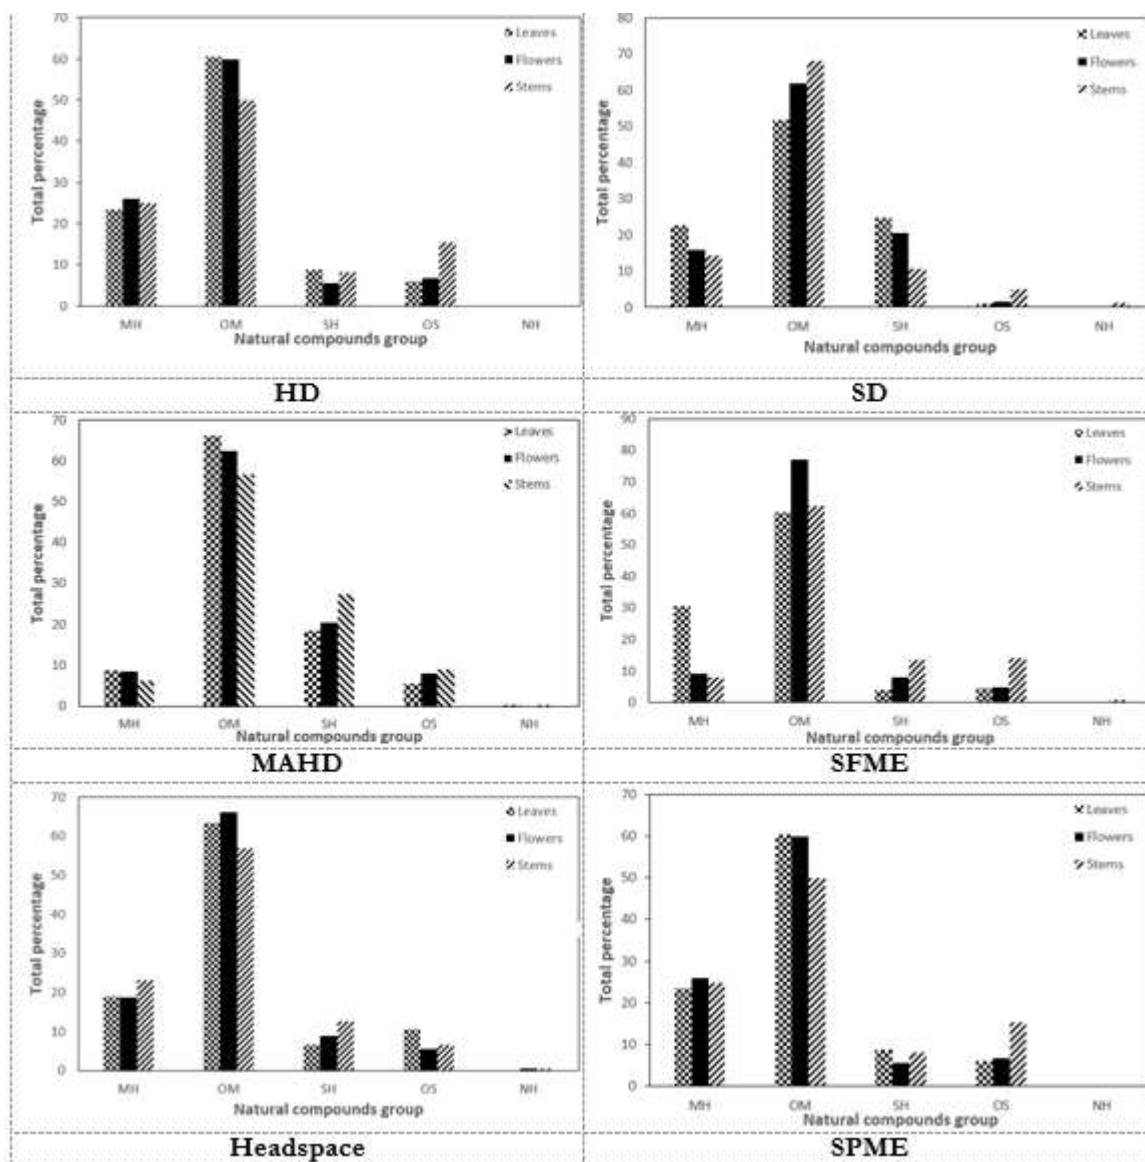 70
60
50
40
30
20
10
0
Total percentage
Leaves
Flowers
Stems
MH OM SH OS NH
Natural compounds group
HD
80
70
60
50
40
30
20
10
0
Total percentage
Leaves
Flowers
Stems
MH OM SH OS NH
Natural compounds group
SD
70
60
50
40
30
20
10
0
Total percentage
Leaves
Flowers
Stems
MH OM SH OS NH
Natural compounds group
MAHD
90
80
70
60
50
40
30
20
10
0
Total percentage
Leaves
Flowers
Stems
MH OM SH OS NH
Natural compounds group
SFME
70
60
50
40
30
20
10
0
Total percentage
Leaves
Flowers
Stems
MH OM SH OS NH
Natural compounds group
Headspace
70
60
50
40
30
20
10
0
Total percentage
Leaves
Flowers
Stems
MH OM SH OS NH
Natural compounds group
SPME